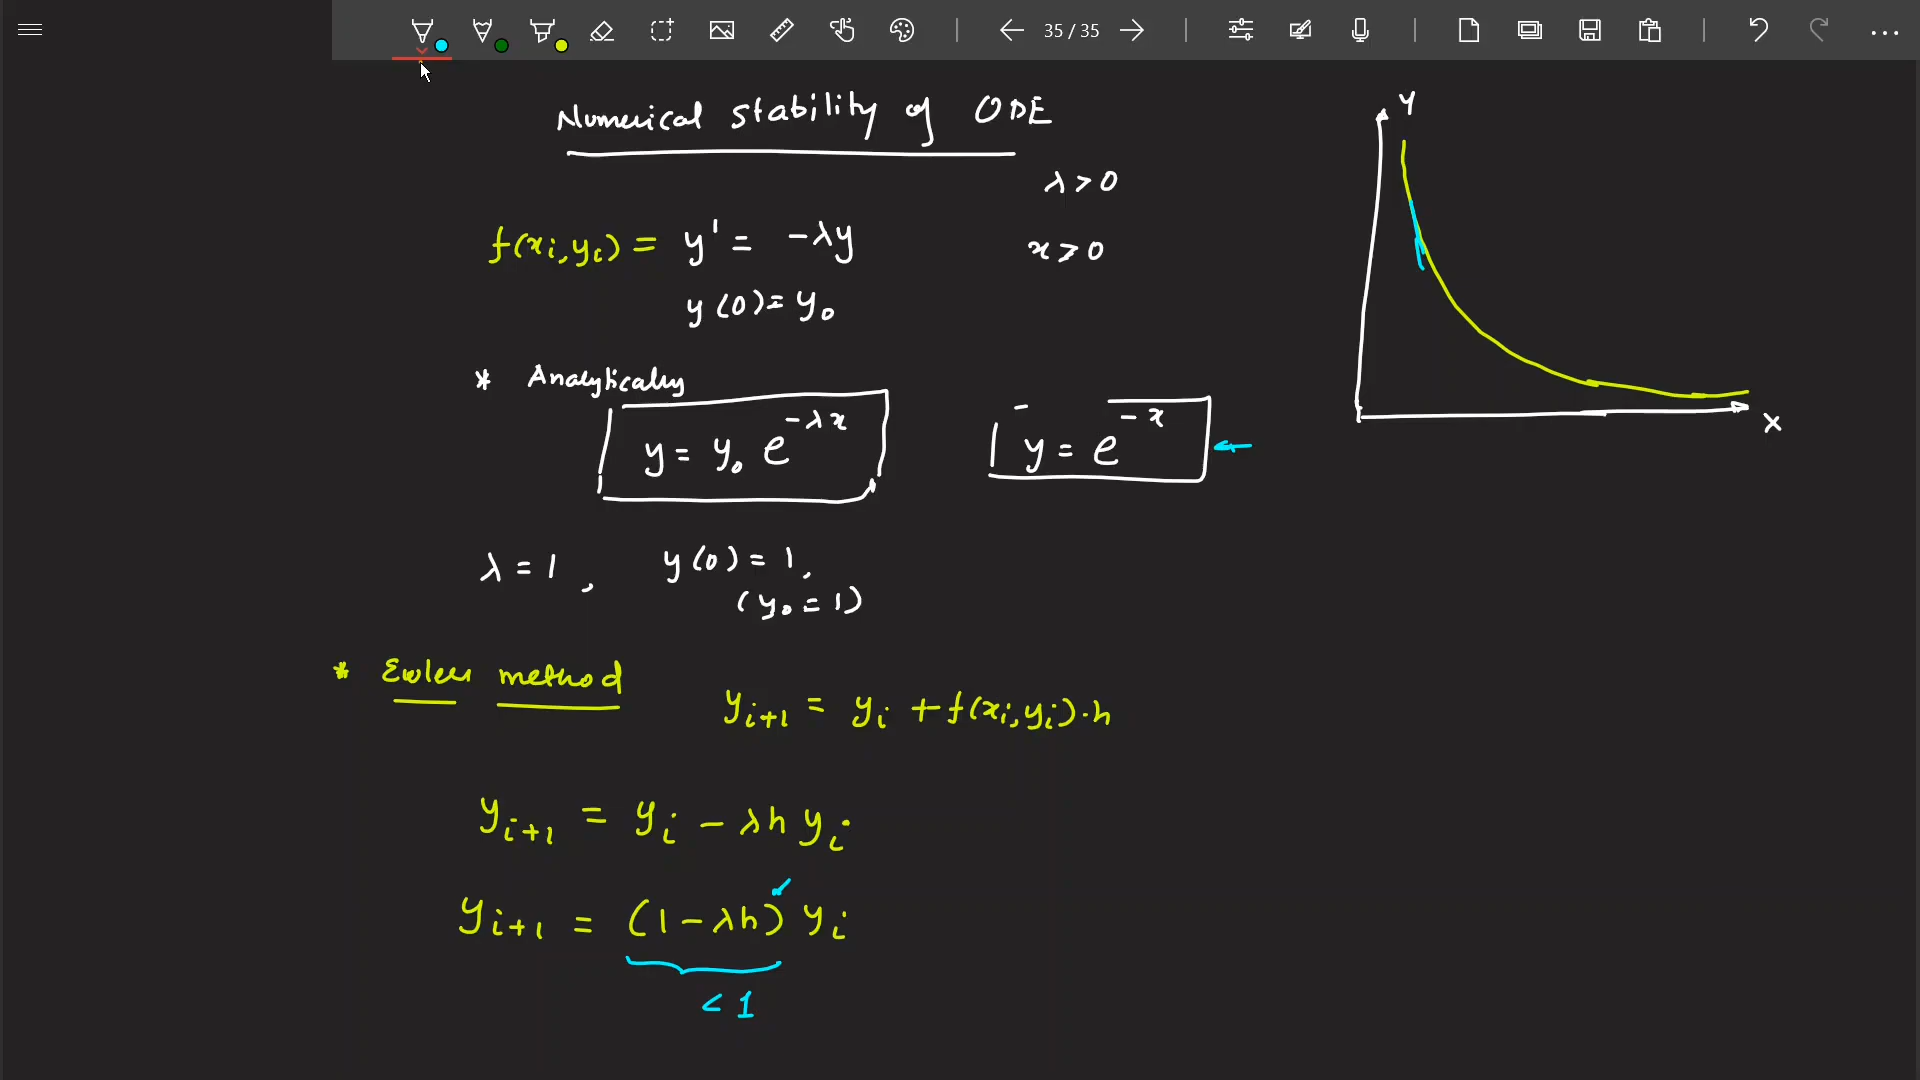 35 / 35
Numerical stability of ODE
λ > 0
f(xᵢ,yᵢ) = y' = -λy
x > 0
y(0) = y₀
* Analytically
y = y₀ e^{-λx}
y = e^{-x}
λ = 1 , y(0) = 1,
(y₀ = 1)
* Euler method
yᵢ₊₁ = yᵢ + f(xᵢ,yᵢ)·h
yᵢ₊₁ = yᵢ - λh yᵢ
yᵢ₊₁ = (1 - λh) yᵢ
< 1
Y
X